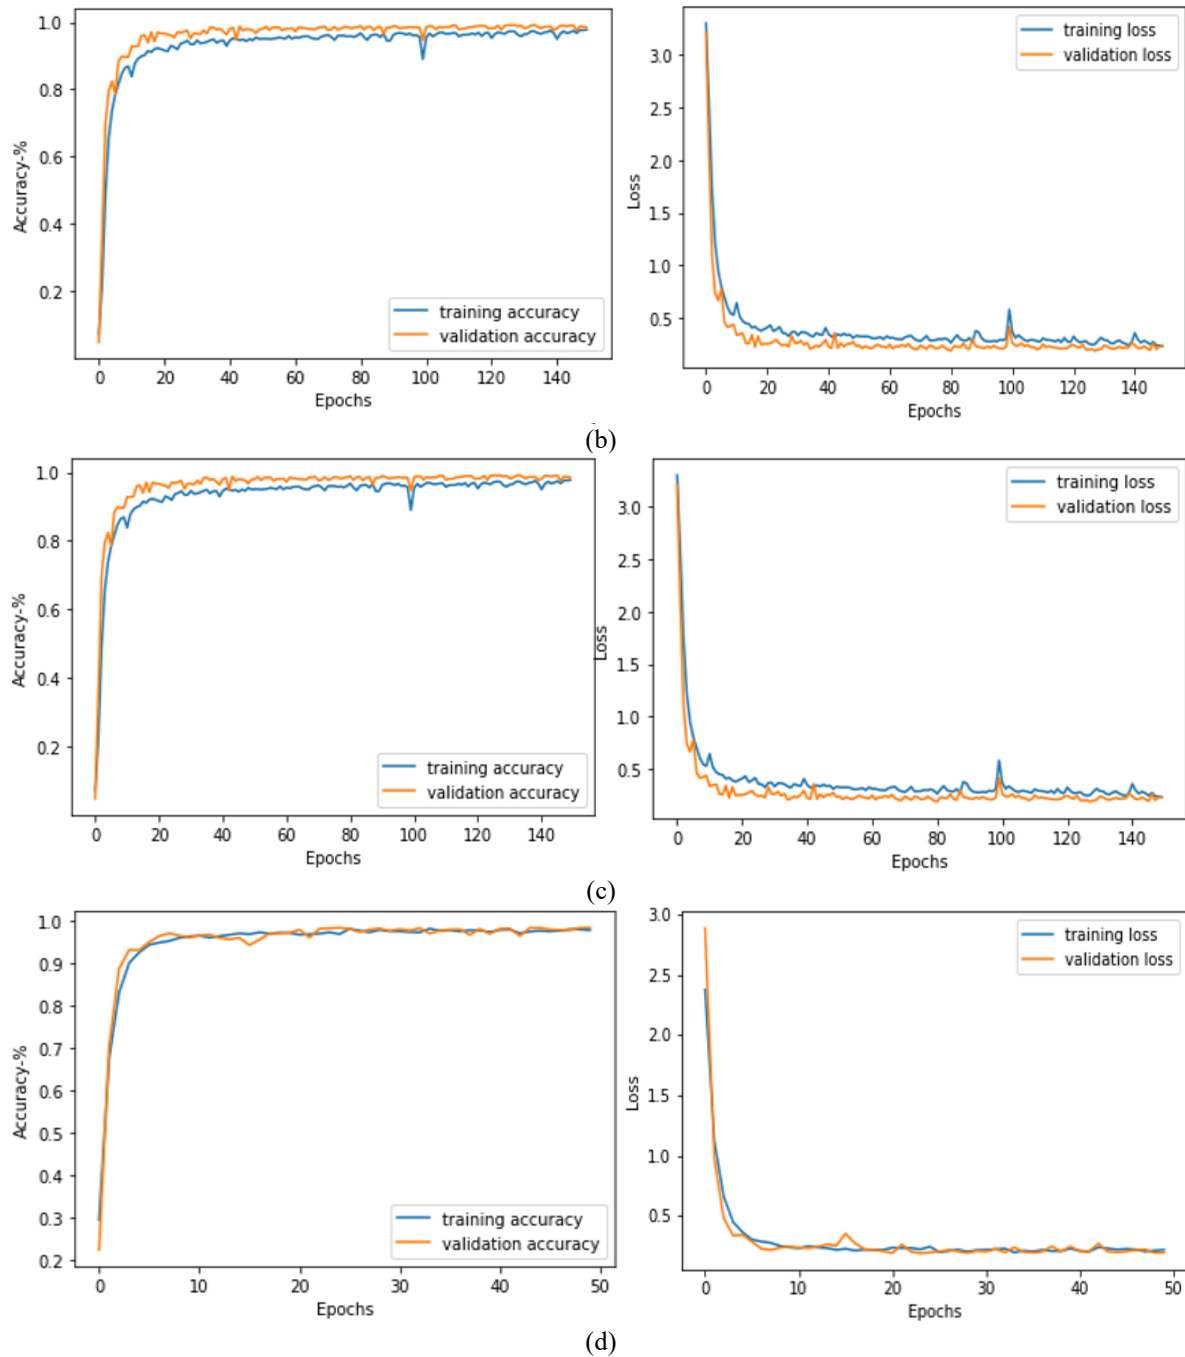 1.0
0.8
0.6
0.4
0.2
Accuracy-%
training accuracy
validation accuracy
0 20 40 60 80 100 120 140
Epochs
3.0
2.5
2.0
1.5
1.0
0.5
Loss
training loss
validation loss
0 20 40 60 80 100 120 140
Epochs
(b)
1.0
0.8
0.6
0.4
0.2
Accuracy-%
training accuracy
validation accuracy
0 20 40 60 80 100 120 140
Epochs
3.0
2.5
2.0
1.5
1.0
0.5
Loss
training loss
validation loss
0 20 40 60 80 100 120 140
Epochs
(c)
1.0
0.9
0.8
0.7
0.6
0.5
0.4
0.3
0.2
Accuracy-%
training accuracy
validation accuracy
0 10 20 30 40 50
Epochs
3.0
2.5
2.0
1.5
1.0
0.5
Loss
training loss
validation loss
0 10 20 30 40 50
Epochs
(d)